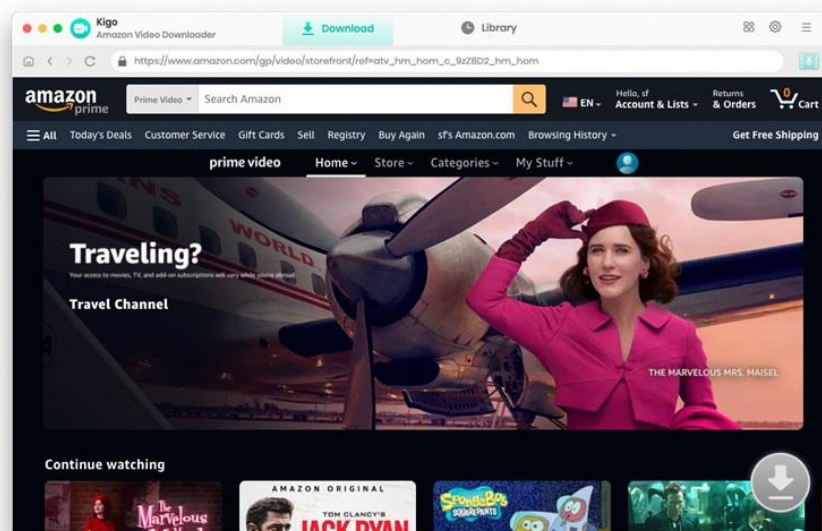 Kigo
Amazon Video Downloader
Download
Library
https://www.amazon.com/gp/video/storefront/ref=atv_hm_hom_c_9zZ8D2_hm_hom
amazon prime
Prime Video
Search Amazon
EN
Hello, sf
Account & Lists
Returns
& Orders
0
Cart
All Today's Deals Customer Service Gift Cards Sell Registry Buy Again sf's Amazon.com Browsing History Get Free Shipping
prime video Home Store Categories My Stuff
WORLD
Traveling?
Your access to movies, TV, and add-on subscriptions will vary while you're abroad
Travel Channel
THE MARVELOUS MRS. MAISEL
Continue watching
The Marvelous
AMAZON ORIGINAL
TOM CLANCY'S
JACK RYAN
SpongeBob
SQUAREPANTS